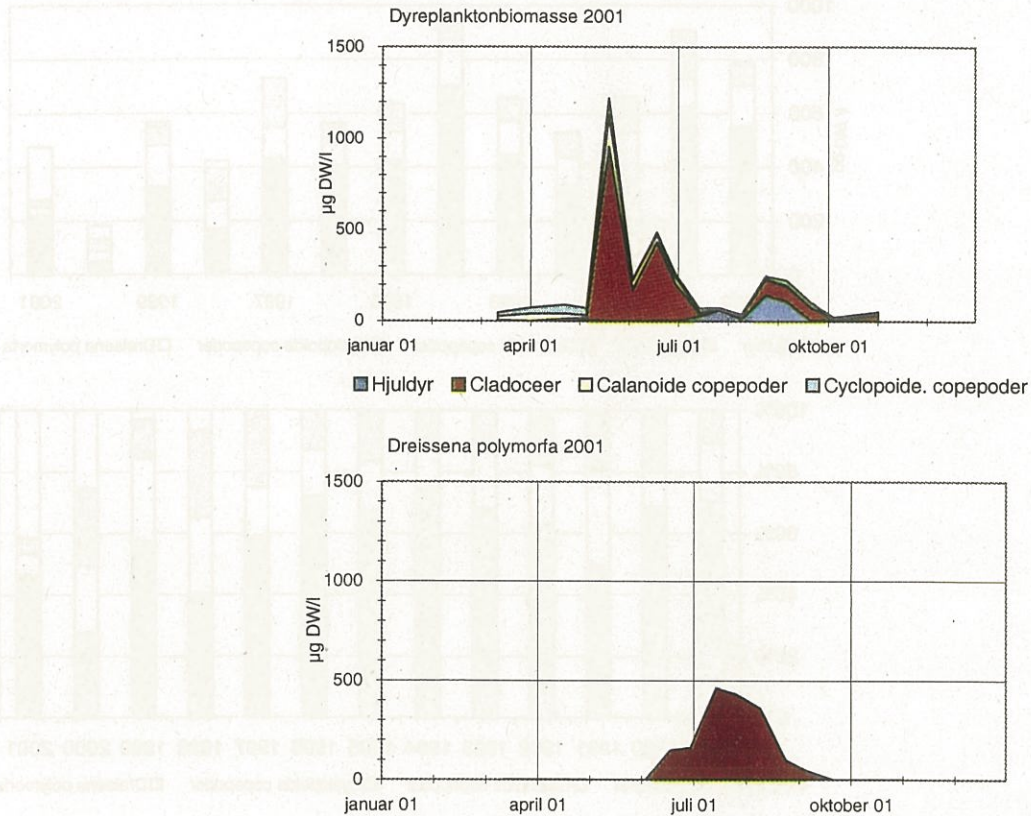 Dyreplanktonbiomasse 2001
1500
1000
500
0
µg DW/l
januar 01 april 01 juli 01 oktober 01
Hjuldyr Cladoceer Calanoide copepoder Cyclopoide. copepoder
Dreissena polymorfa 2001
1500
1000
500
0
µg DW/l
januar 01 april 01 juli 01 oktober 01